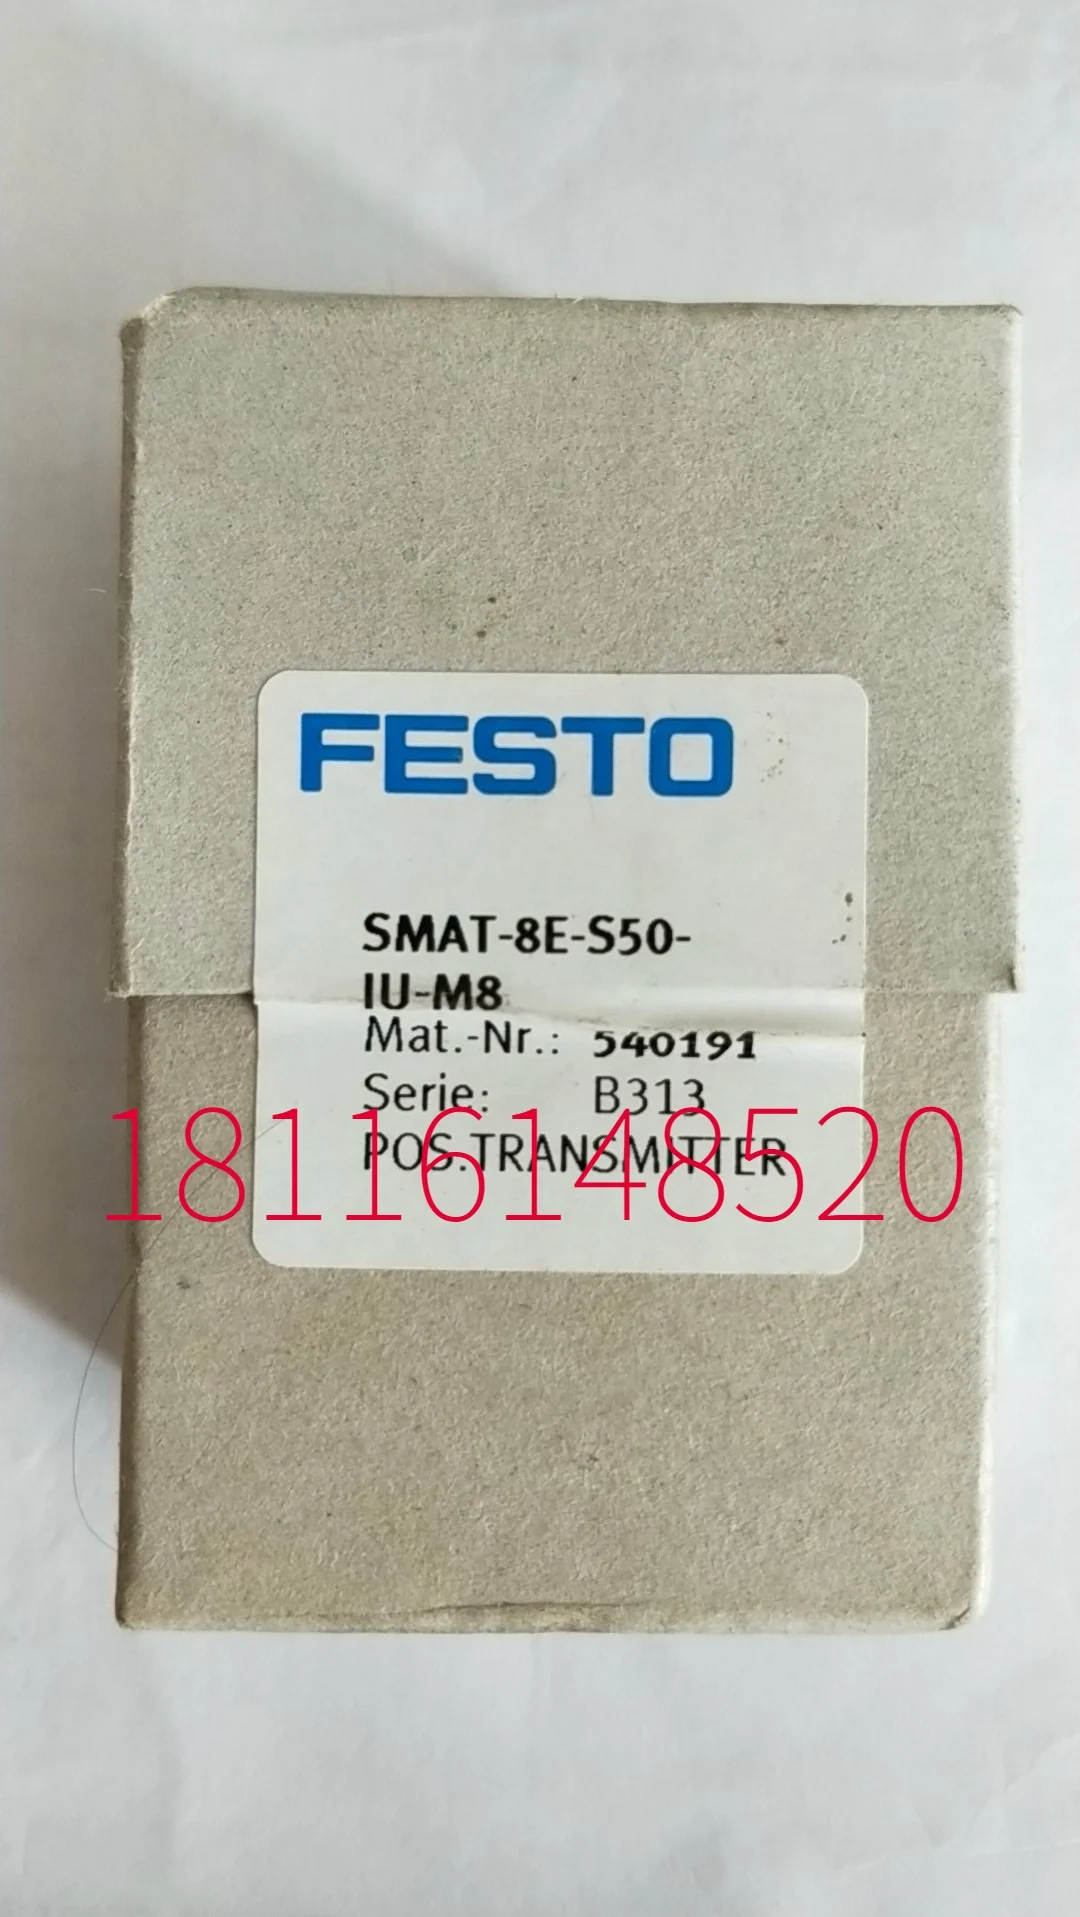 FESTO
SMAT-8E-S50-
IU-M8
Mat.-Nr.: 540191
Serie: B313
POS.TRANSMITTER
18116148520